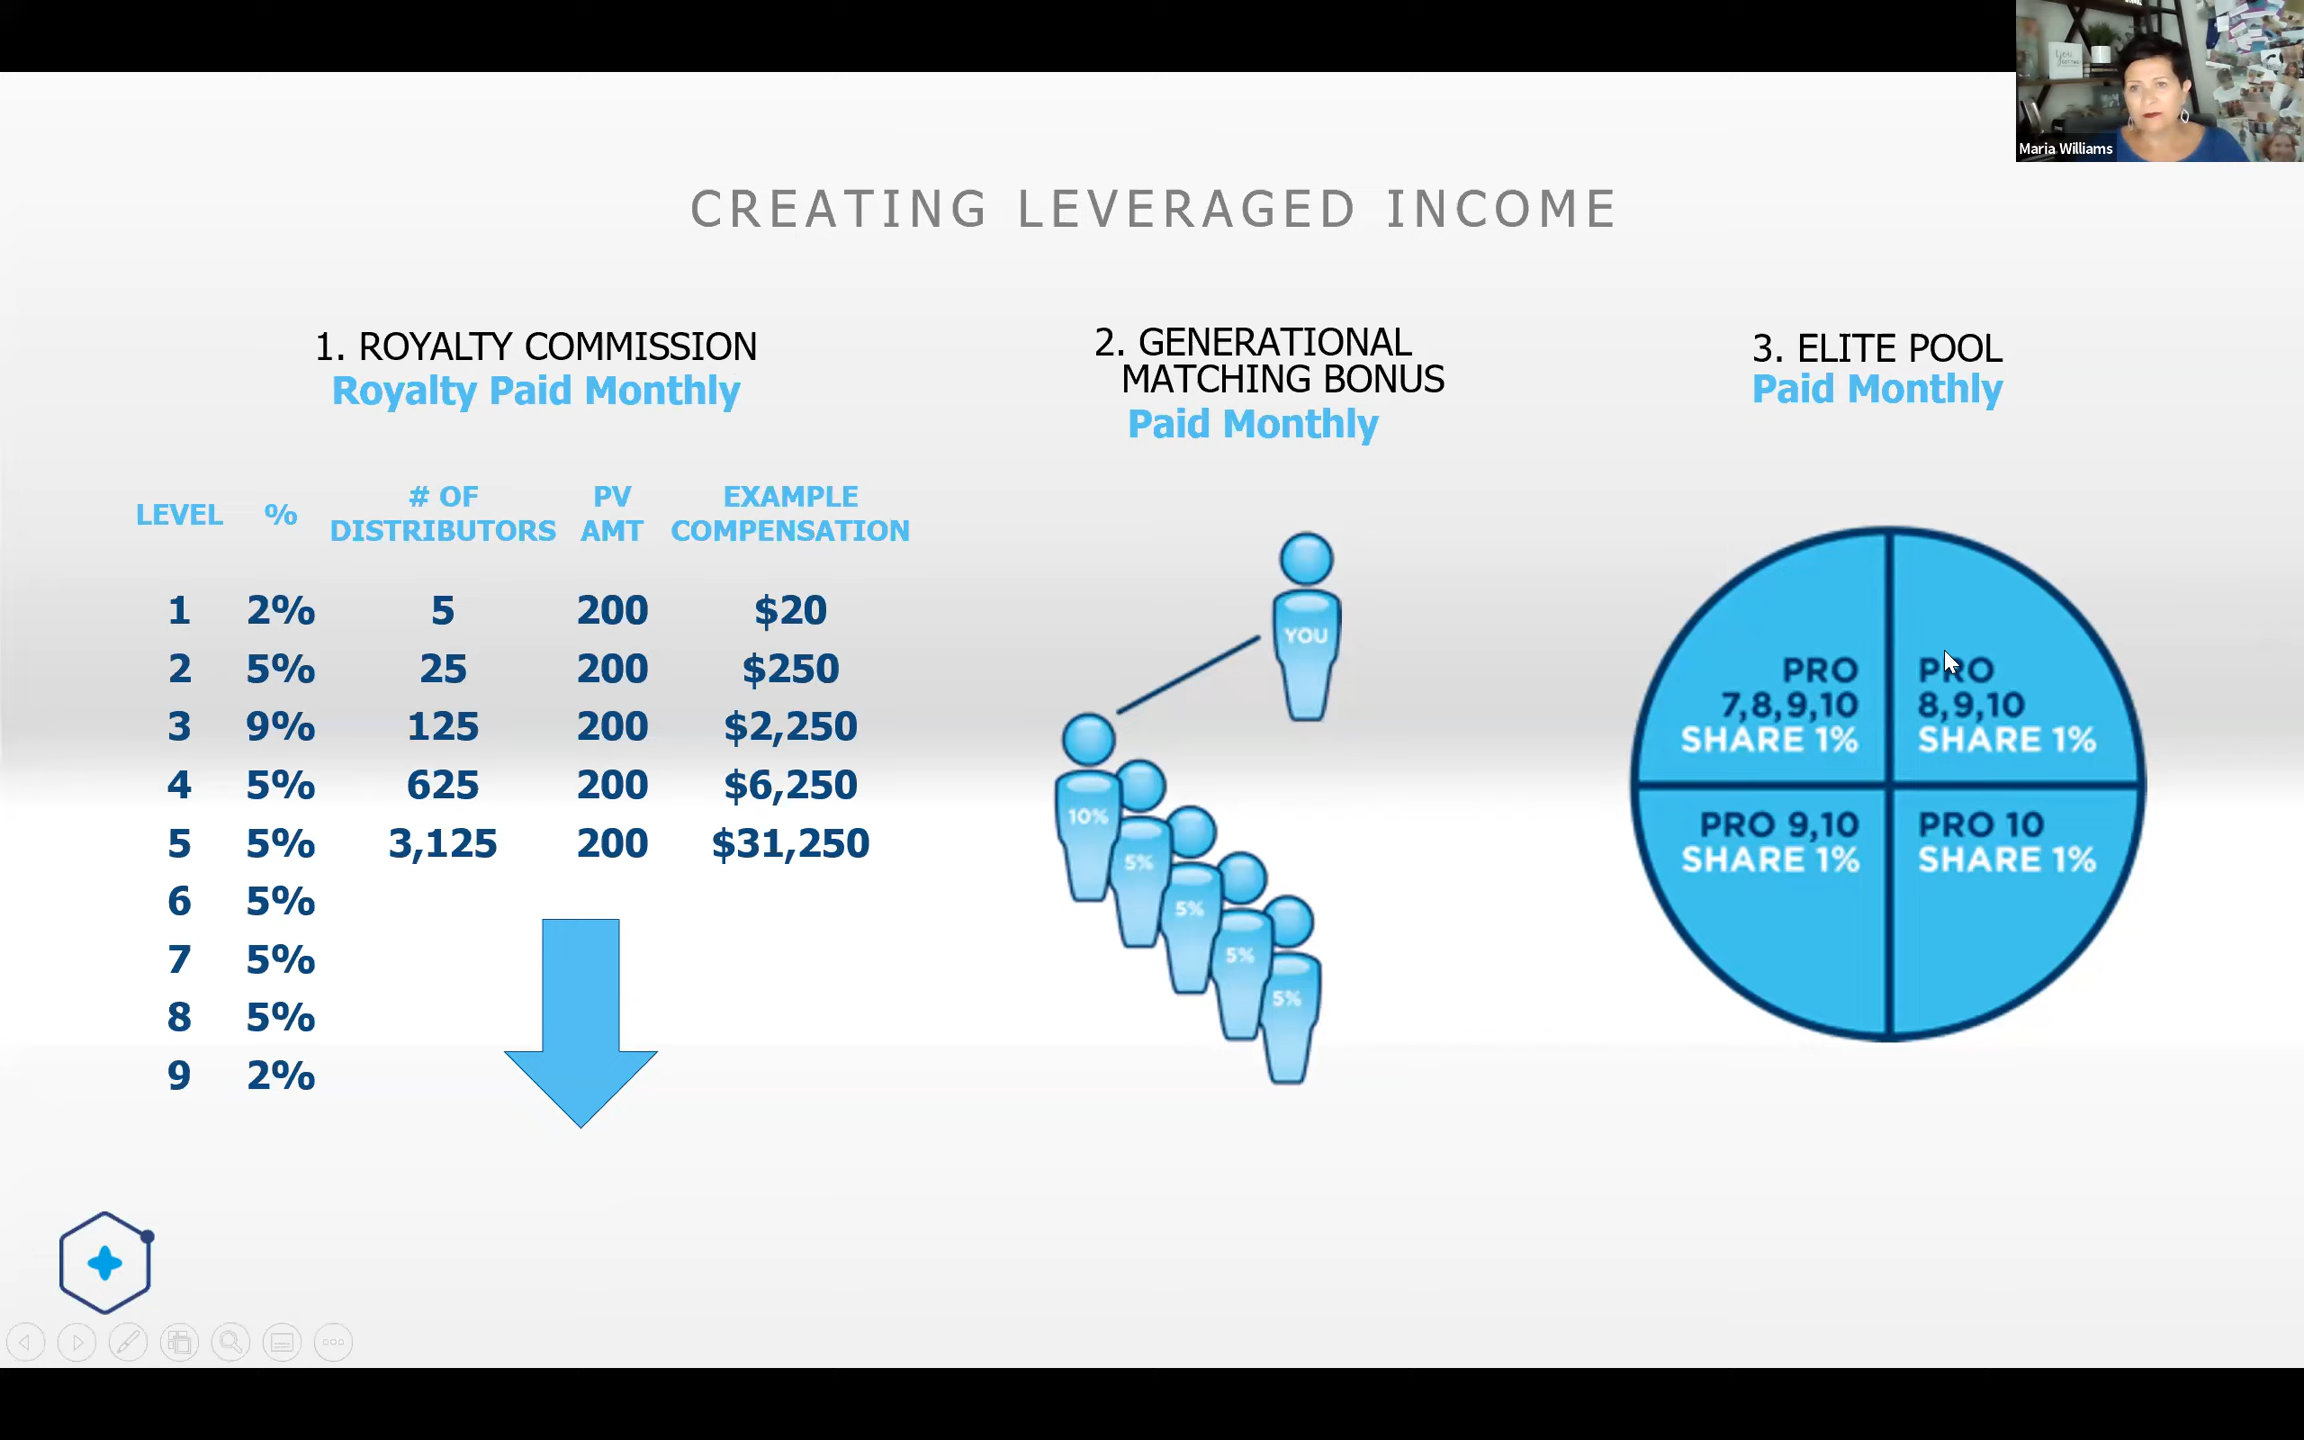 Maria Williams
CREATING LEVERAGED INCOME
1. ROYALTY COMMISSION
Royalty Paid Monthly
LEVEL % # OF DISTRIBUTORS PV AMT EXAMPLE COMPENSATION
1 2% 5 200 $20
2 5% 25 200 $250
3 9% 125 200 $2,250
4 5% 625 200 $6,250
5 5% 3,125 200 $31,250
6 5%
7 5%
8 5%
9 2%
2. GENERATIONAL
MATCHING BONUS
Paid Monthly
YOU
10%
5%
5%
5%
5%
3. ELITE POOL
Paid Monthly
PRO
7,8,9,10
SHARE 1%
PRO
8,9,10
SHARE 1%
PRO 9,10
SHARE 1%
PRO 10
SHARE 1%